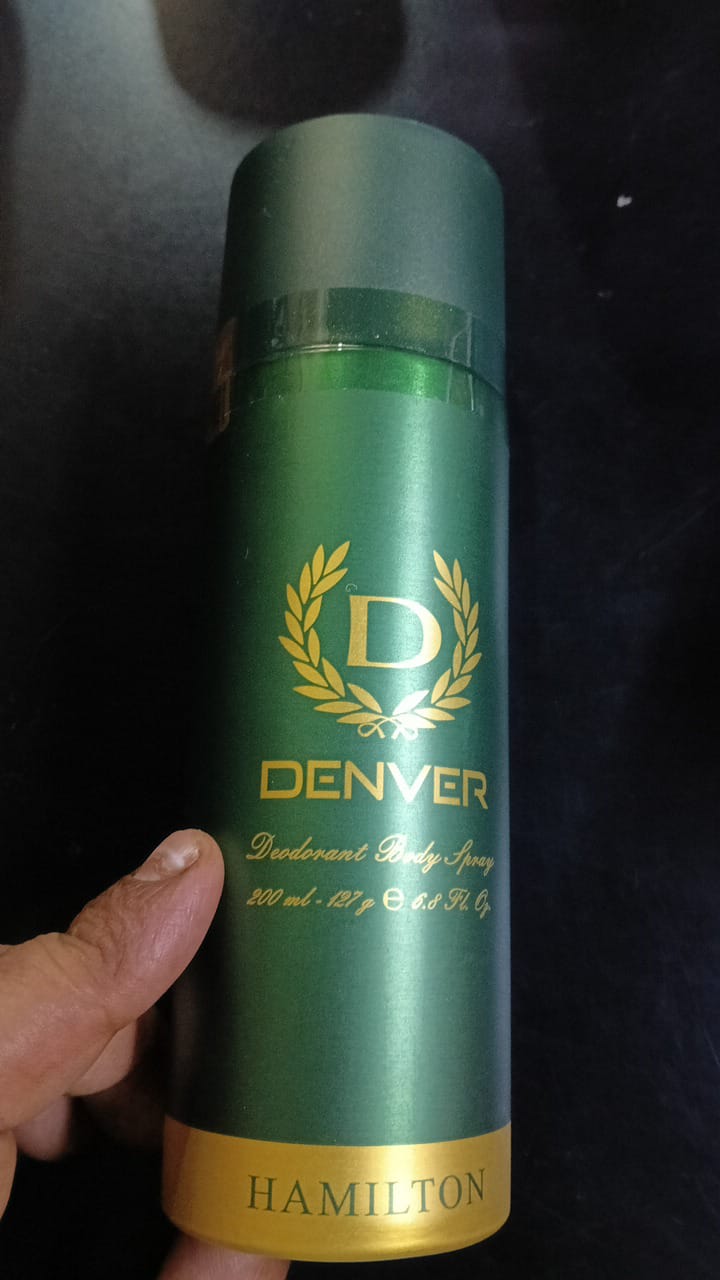 D
DENVER
Deodorant Body Spray
200 ml - 127 g ℮ 6.8 Fl. Oz.
HAMILTON